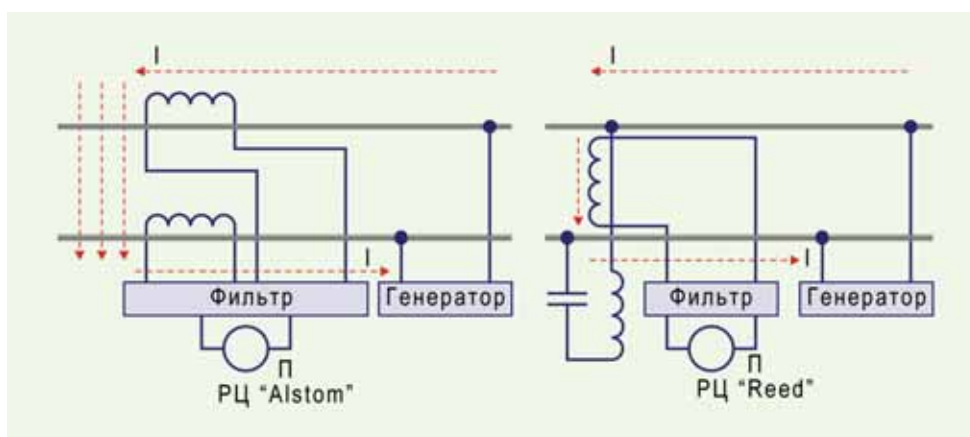 I
I
I
I
Фильтр
Генератор
Фильтр
Генератор
П
РЦ “Alstom”
П
РЦ “Reed”